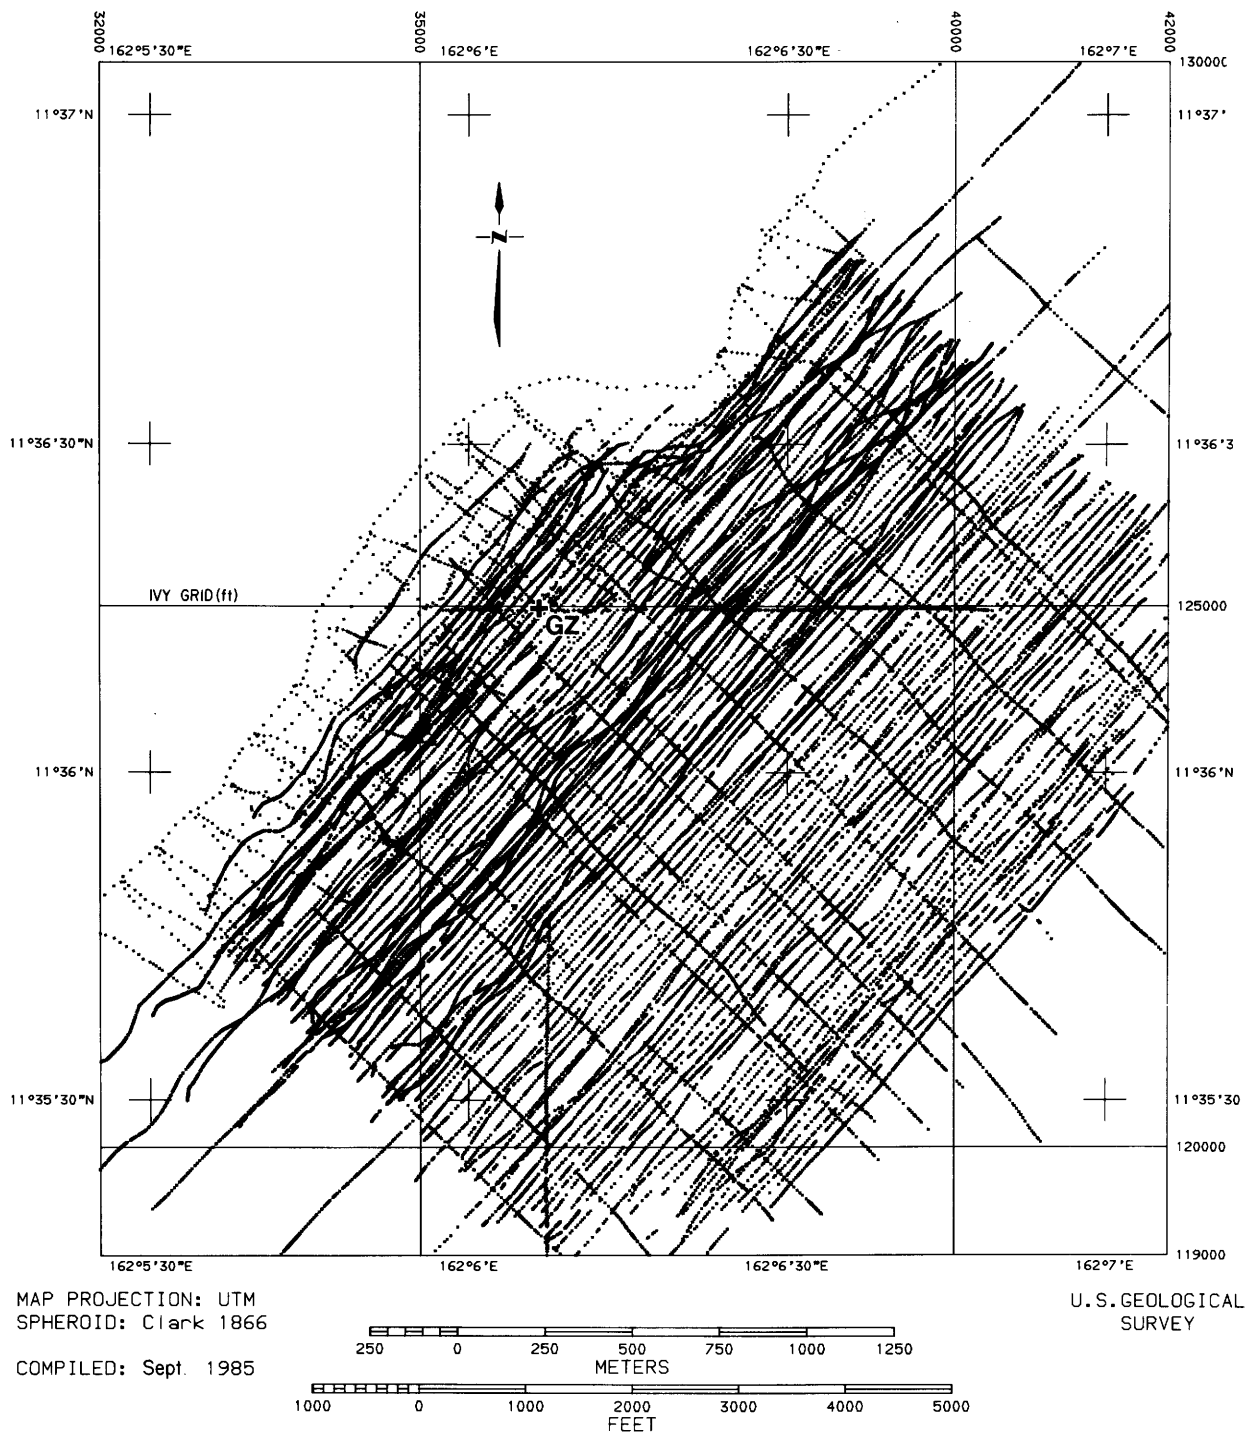 32000 35000 40000 42000
162°5'30"E 162°6'E 162°6'30"E 162°7'E
130000
11°37'N 11°37'
N
11°36'30"N 11°36'3
IVY GRID(ft) 125000
GZ
11°36'N 11°36'N
11°35'30"N 11°35'30
120000
119000
162°5'30"E 162°6'E 162°6'30"E 162°7'E
MAP PROJECTION: UTM
SPHEROID: Clark 1866
COMPILED: Sept. 1985
U.S.GEOLOGICAL
SURVEY
250 0 250 500 750 1000 1250
METERS
1000 0 1000 2000 3000 4000 5000
FEET